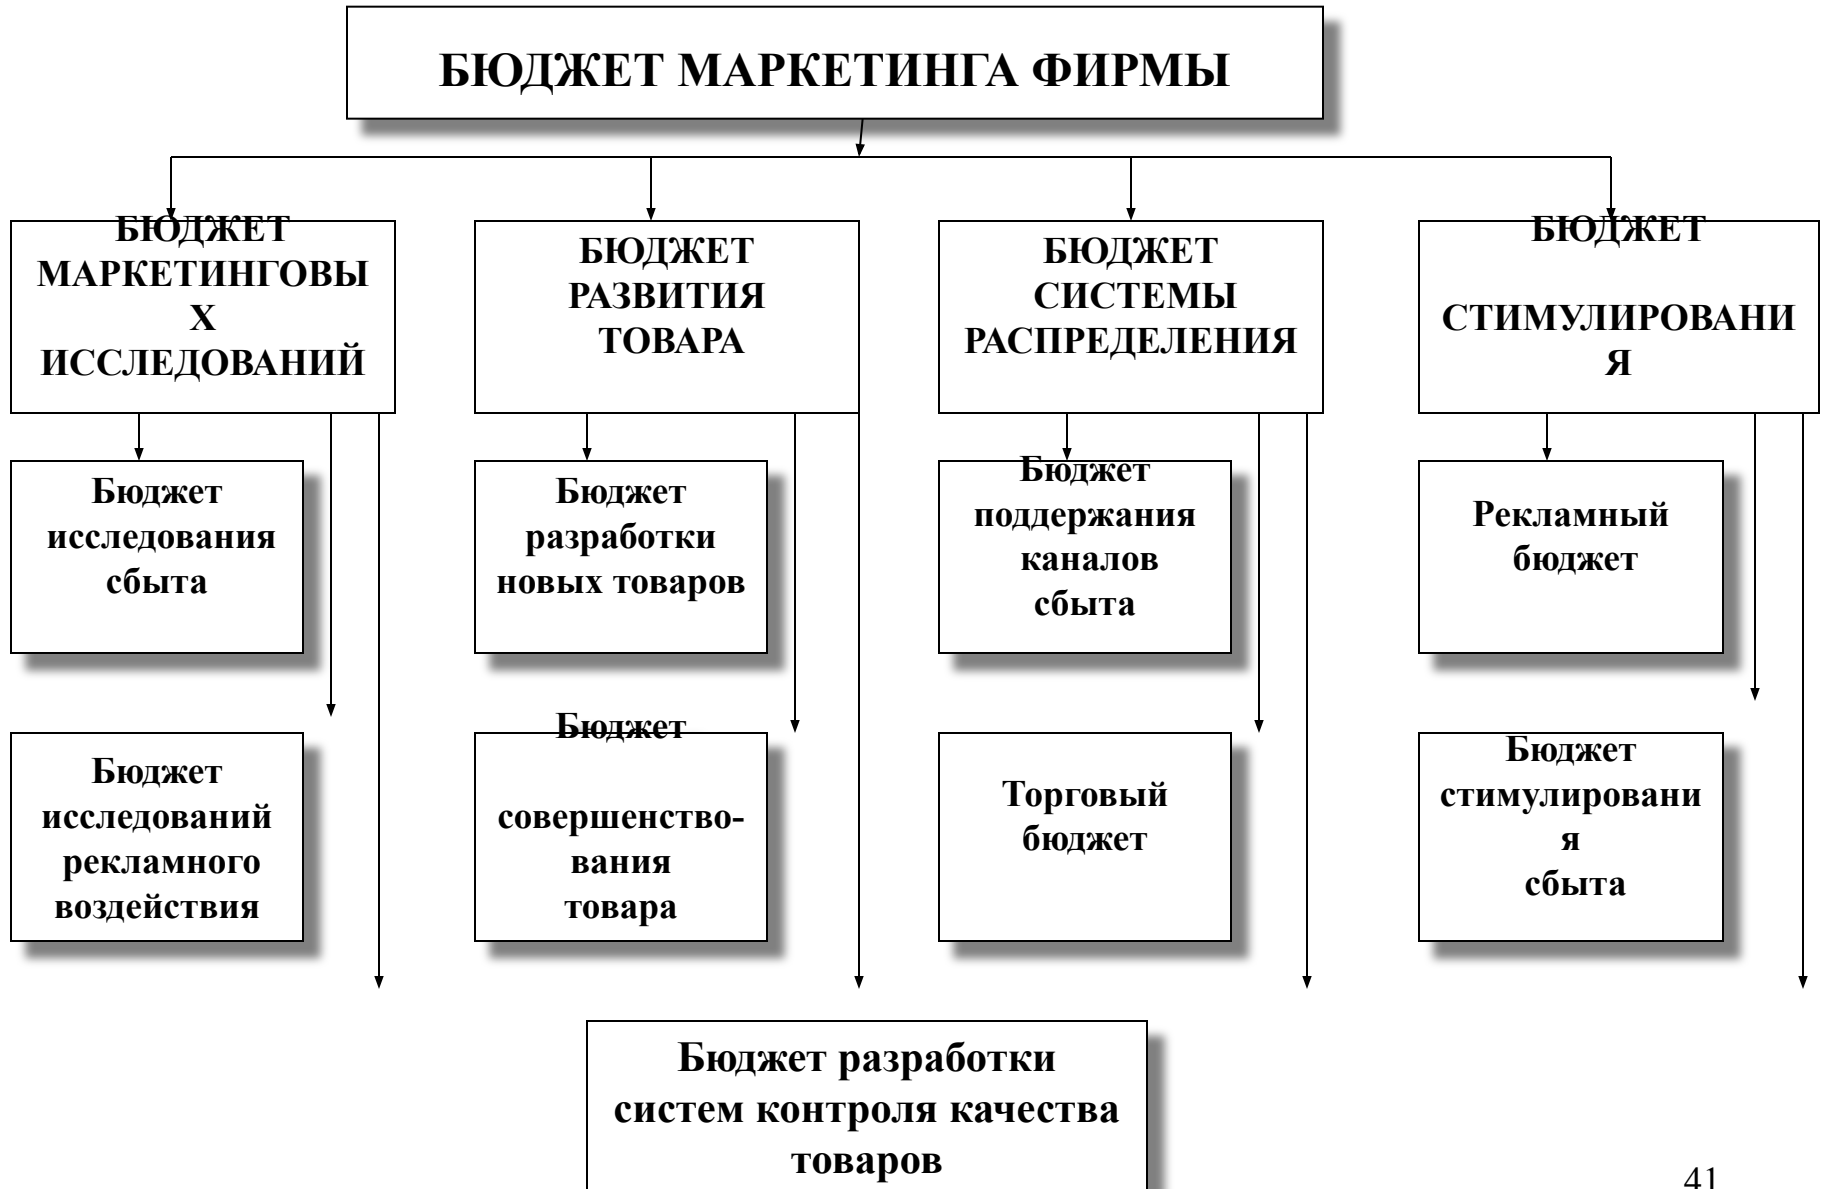 БЮДЖЕТ МАРКЕТИНГА ФИРМЫ
БЮДЖЕТ
МАРКЕТИНГОВЫ
Х
ИССЛЕДОВАНИЙ
БЮДЖЕТ
РАЗВИТИЯ
ТОВАРА
БЮДЖЕТ
СИСТЕМЫ
РАСПРЕДЕЛЕНИЯ
БЮДЖЕТ
СТИМУЛИРОВАНИ
Я
Бюджет
исследования
сбыта
Бюджет
разработки
новых товаров
Бюджет
поддержания
каналов
сбыта
Рекламный
бюджет
Бюджет
исследований
рекламного
воздействия
Бюджет
совершенство-
вания
товара
Торговый
бюджет
Бюджет
стимулировани
я
сбыта
Бюджет разработки
систем контроля качества
товаров
41